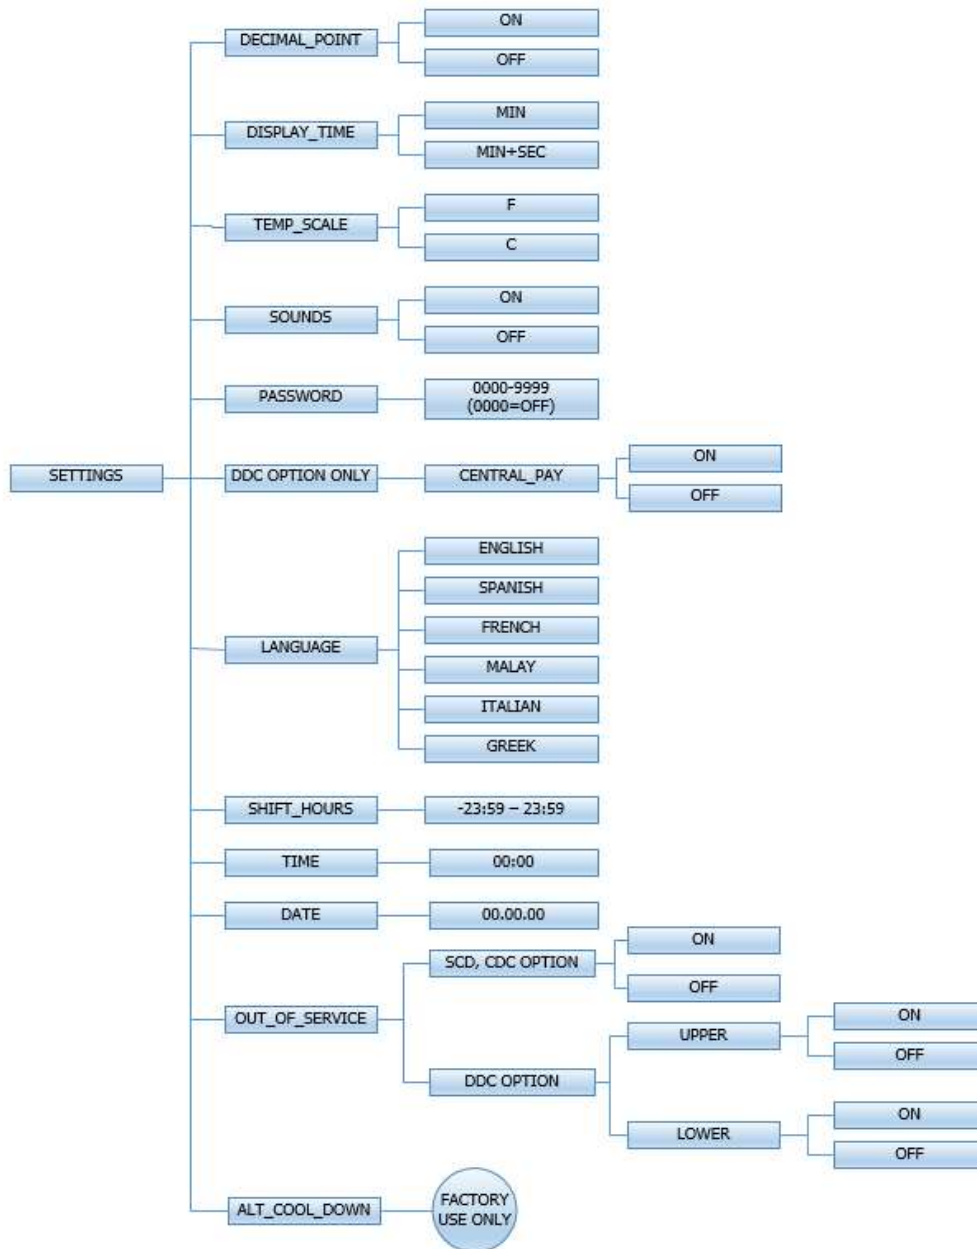 SETTINGS
DECIMAL_POINT
ON
OFF
DISPLAY_TIME
MIN
MIN+SEC
TEMP_SCALE
F
C
SOUNDS
ON
OFF
PASSWORD
0000-9999
(0000=OFF)
DDC OPTION ONLY
CENTRAL_PAY
ON
OFF
LANGUAGE
ENGLISH
SPANISH
FRENCH
MALAY
ITALIAN
GREEK
SHIFT_HOURS
-23:59 – 23:59
TIME
00:00
DATE
00.00.00
OUT_OF_SERVICE
SCD, CDC OPTION
ON
OFF
DDC OPTION
UPPER
ON
OFF
LOWER
ON
OFF
ALT_COOL_DOWN
FACTORY
USE ONLY